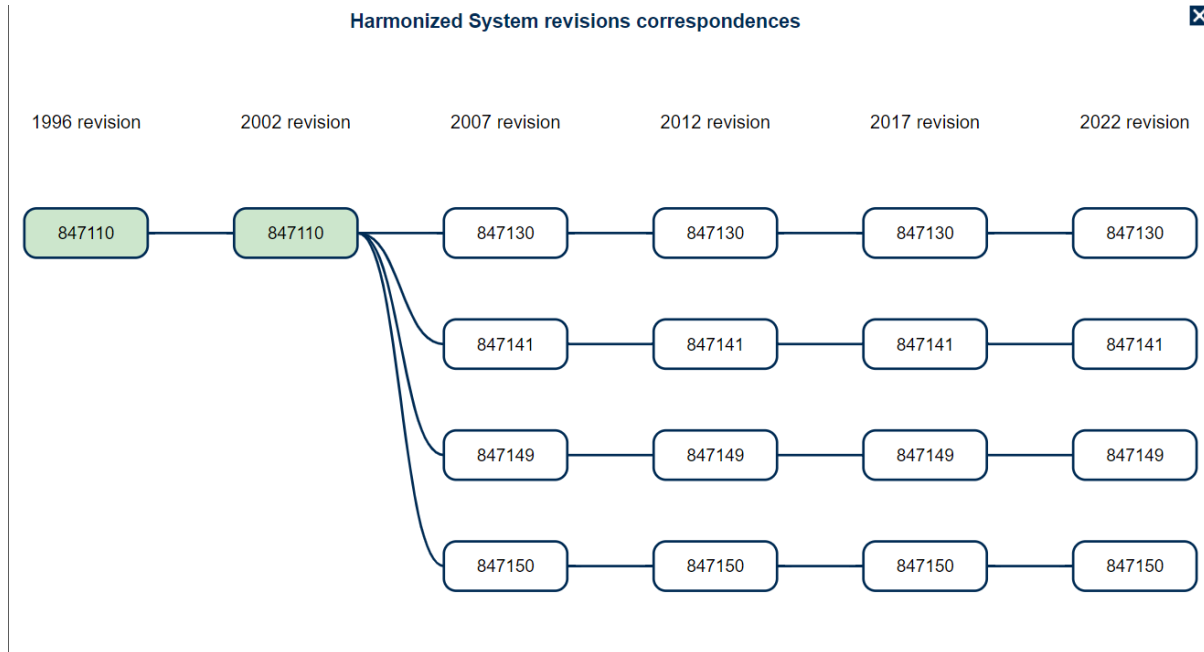 Harmonized System revisions correspondences
1996 revision 2002 revision 2007 revision 2012 revision 2017 revision 2022 revision
847110 847110 847130 847130 847130 847130
847141 847141 847141 847141
847149 847149 847149 847149
847150 847150 847150 847150